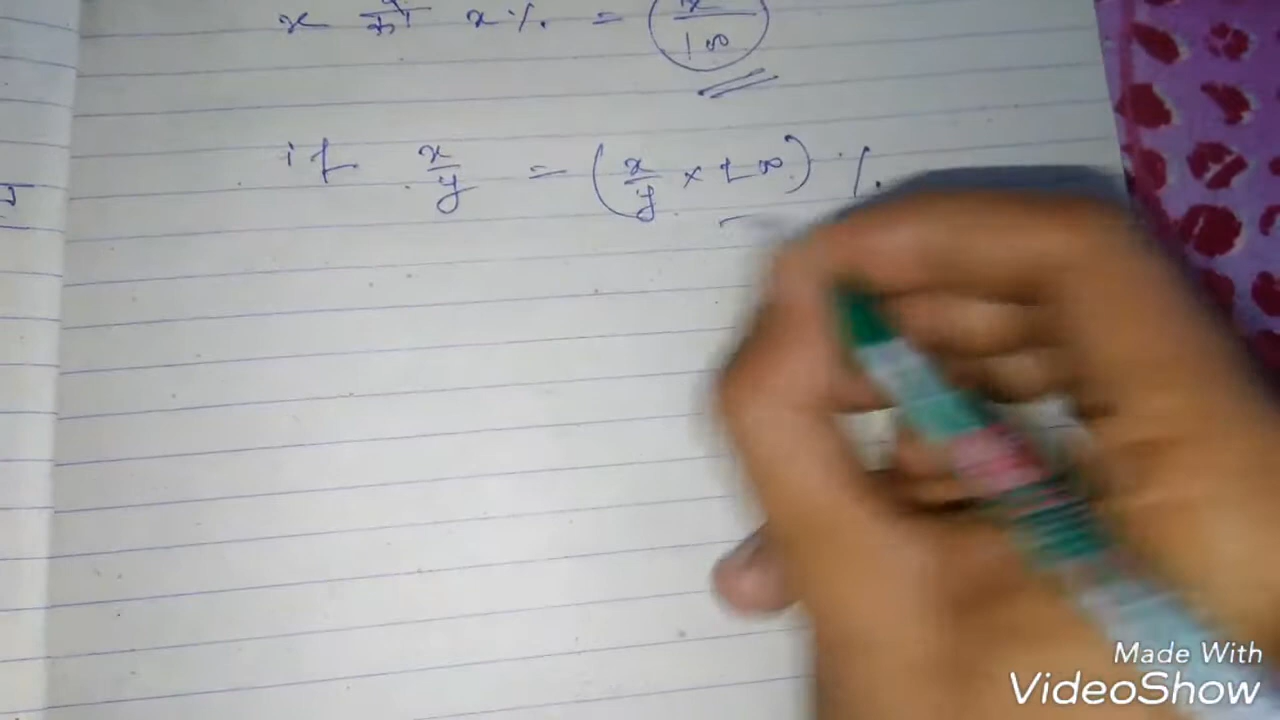 x का x% = x/100
if x/y = (x/y × 100) %.
Made With
VideoShow